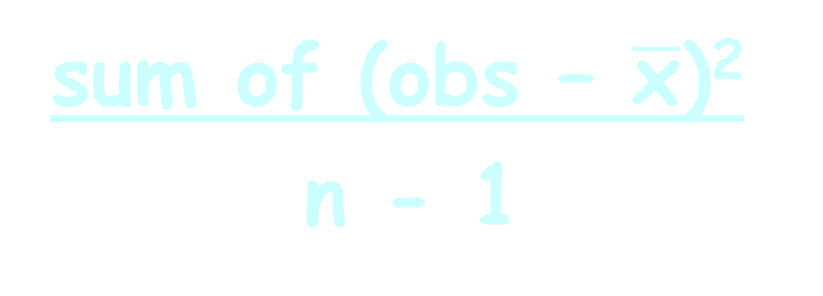 sum of (obs – x̅)²
n - 1